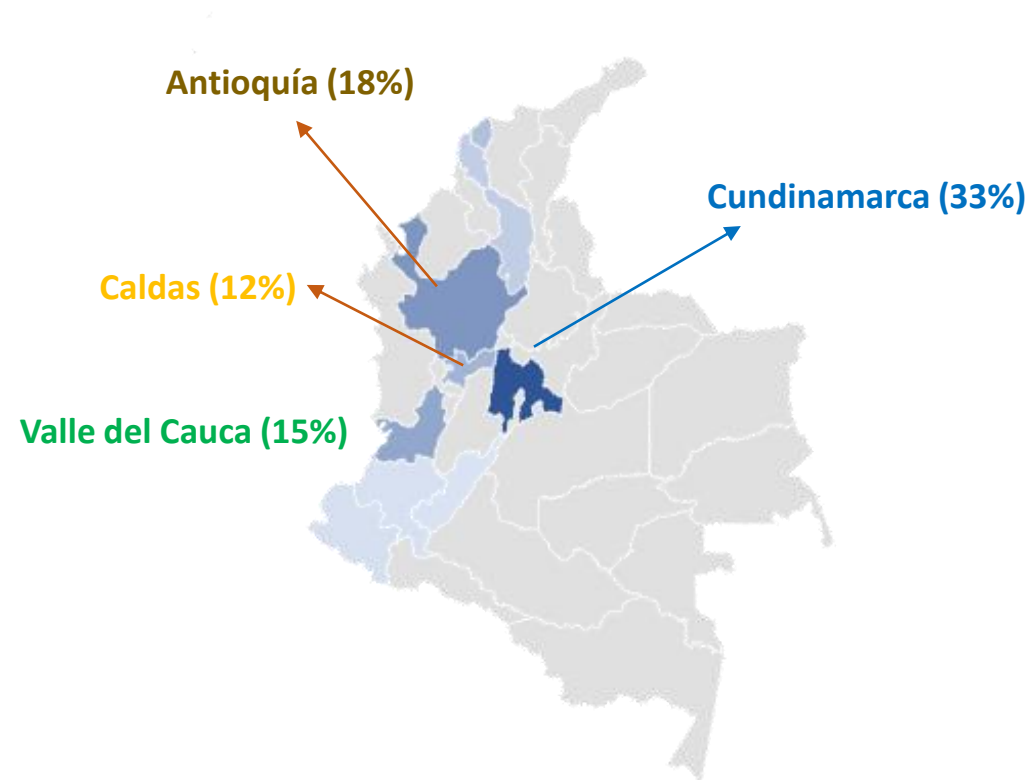 Antioquía (18%)
Cundinamarca (33%)
Caldas (12%)
Valle del Cauca (15%)